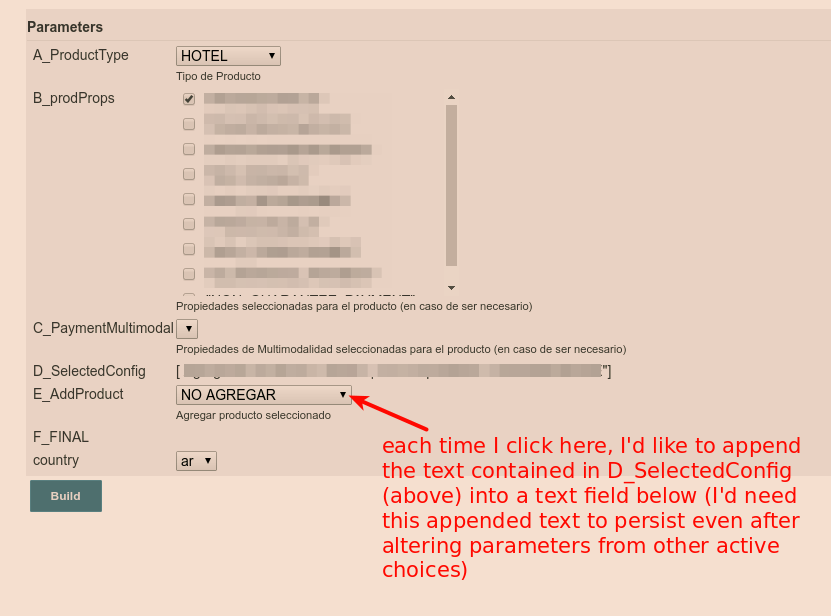 Parameters
A_ProductType HOTEL
Tipo de Producto
B_prodProps
Propiedades seleccionadas para el producto (en caso de ser necesario)
C_PaymentMultimodal
Propiedades de Multimodalidad seleccionadas para el producto (en caso de ser necesario)
D_SelectedConfig [ "]
E_AddProduct NO AGREGAR
Agregar producto seleccionado
F_FINAL
country ar
Build
each time I click here, I'd like to append
the text contained in D_SelectedConfig
(above) into a text field below (I'd need
this appended text to persist even after
altering parameters from other active
choices)